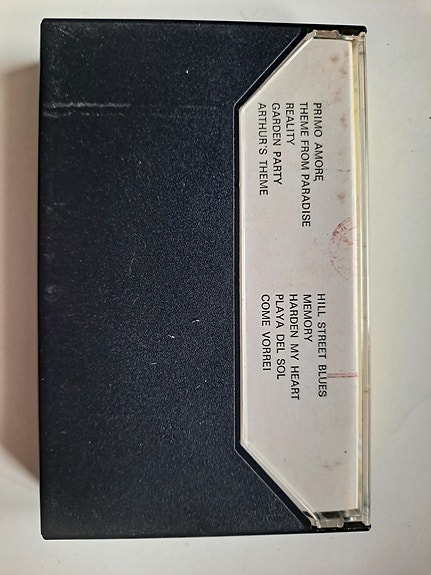 PRIMO AMORE
THEME FROM PARADISE
REALITY
GARDEN PARTY
ARTHUR'S THEME
HILL STREET BLUES
MEMORY
HARDEN MY HEART
PLAYA DEL SOL
COME VORREI